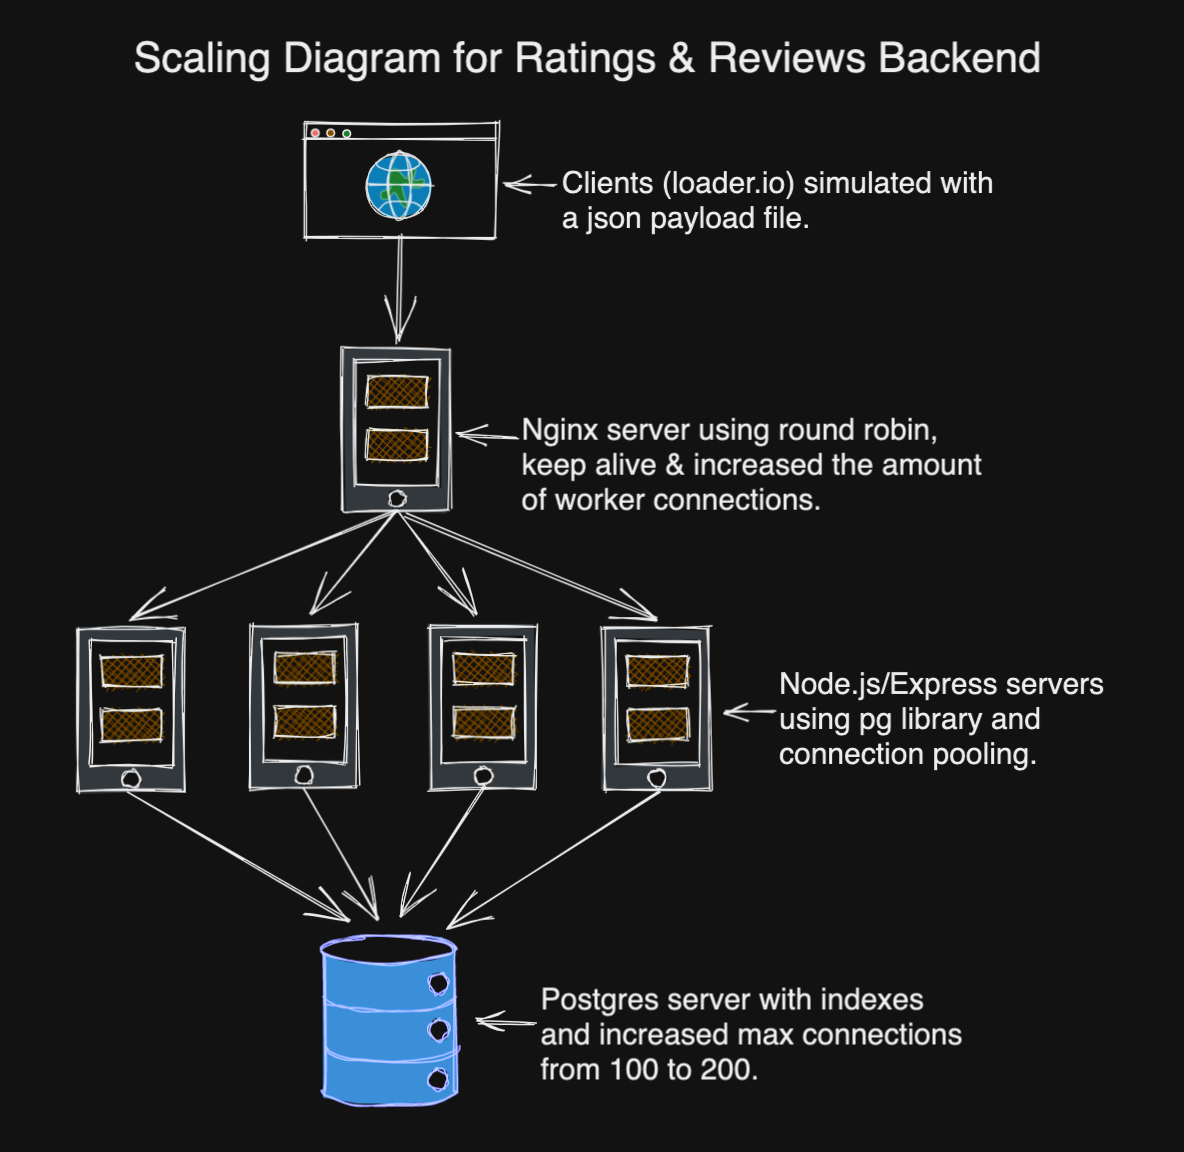 Scaling Diagram for Ratings & Reviews Backend
Clients (loader.io) simulated with
a json payload file.
Nginx server using round robin,
keep alive & increased the amount
of worker connections.
Node.js/Express servers
using pg library and
connection pooling.
Postgres server with indexes
and increased max connections
from 100 to 200.